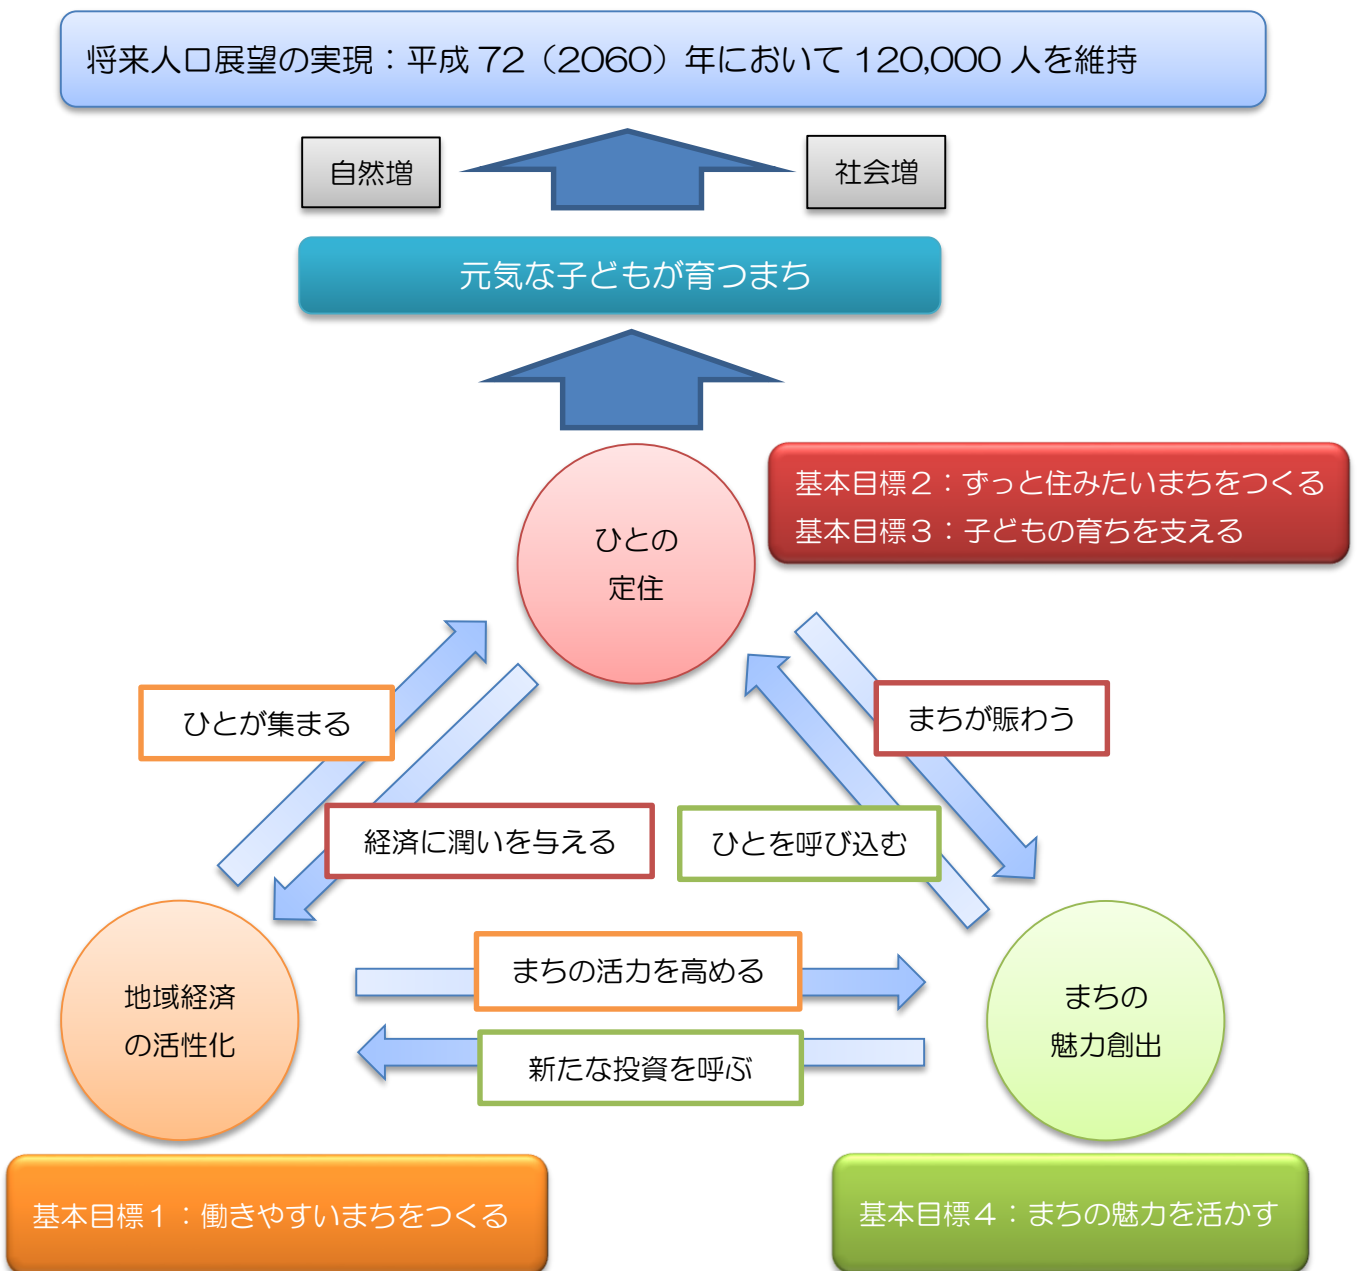 将来人口展望の実現：平成 72（2060）年において 120,000 人を維持
自然増
社会増
元気な子どもが育つまち
基本目標２：ずっと住みたいまちをつくる
基本目標３：子どもの育ちを支える
ひとの
定住
ひとが集まる
まちが賑わう
経済に潤いを与える
ひとを呼び込む
地域経済
の活性化
まちの活力を高める
新たな投資を呼ぶ
まちの
魅力創出
基本目標１：働きやすいまちをつくる
基本目標４：まちの魅力を活かす